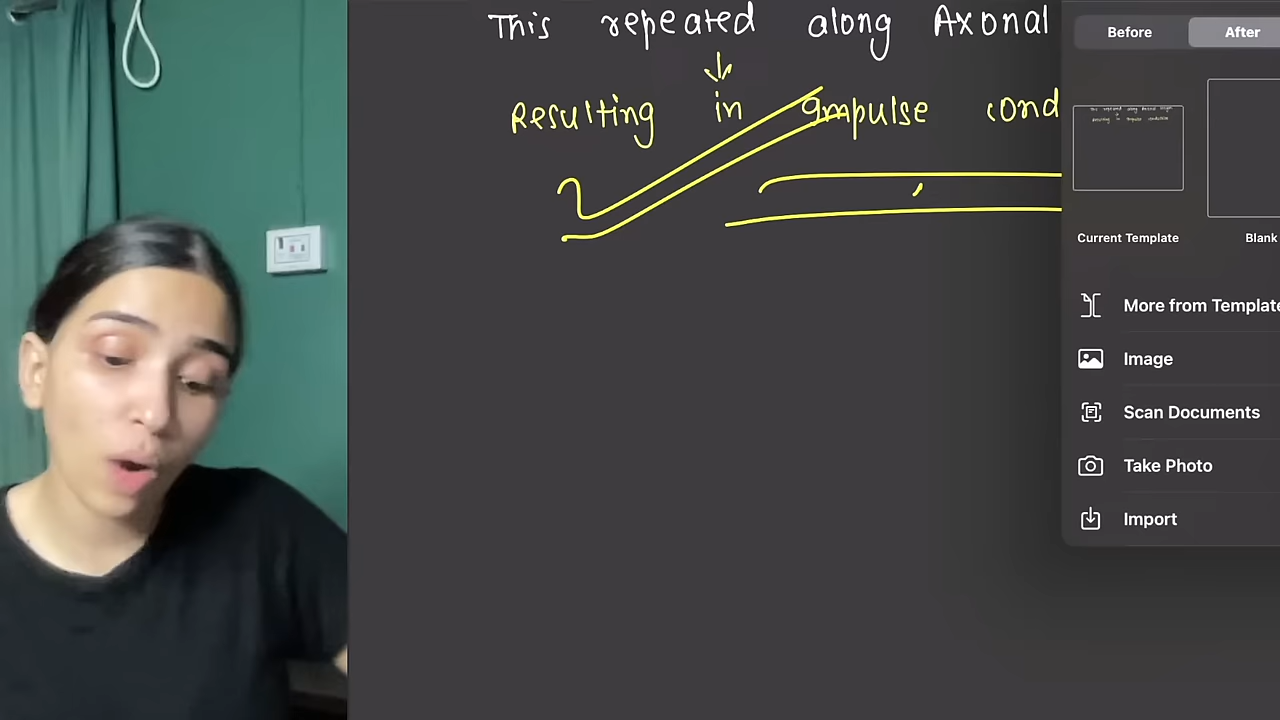 This repeated along Axonal
Resulting in Impulse cond
Before After
Current Template
Blank
More from Template
Image
Scan Documents
Take Photo
Import